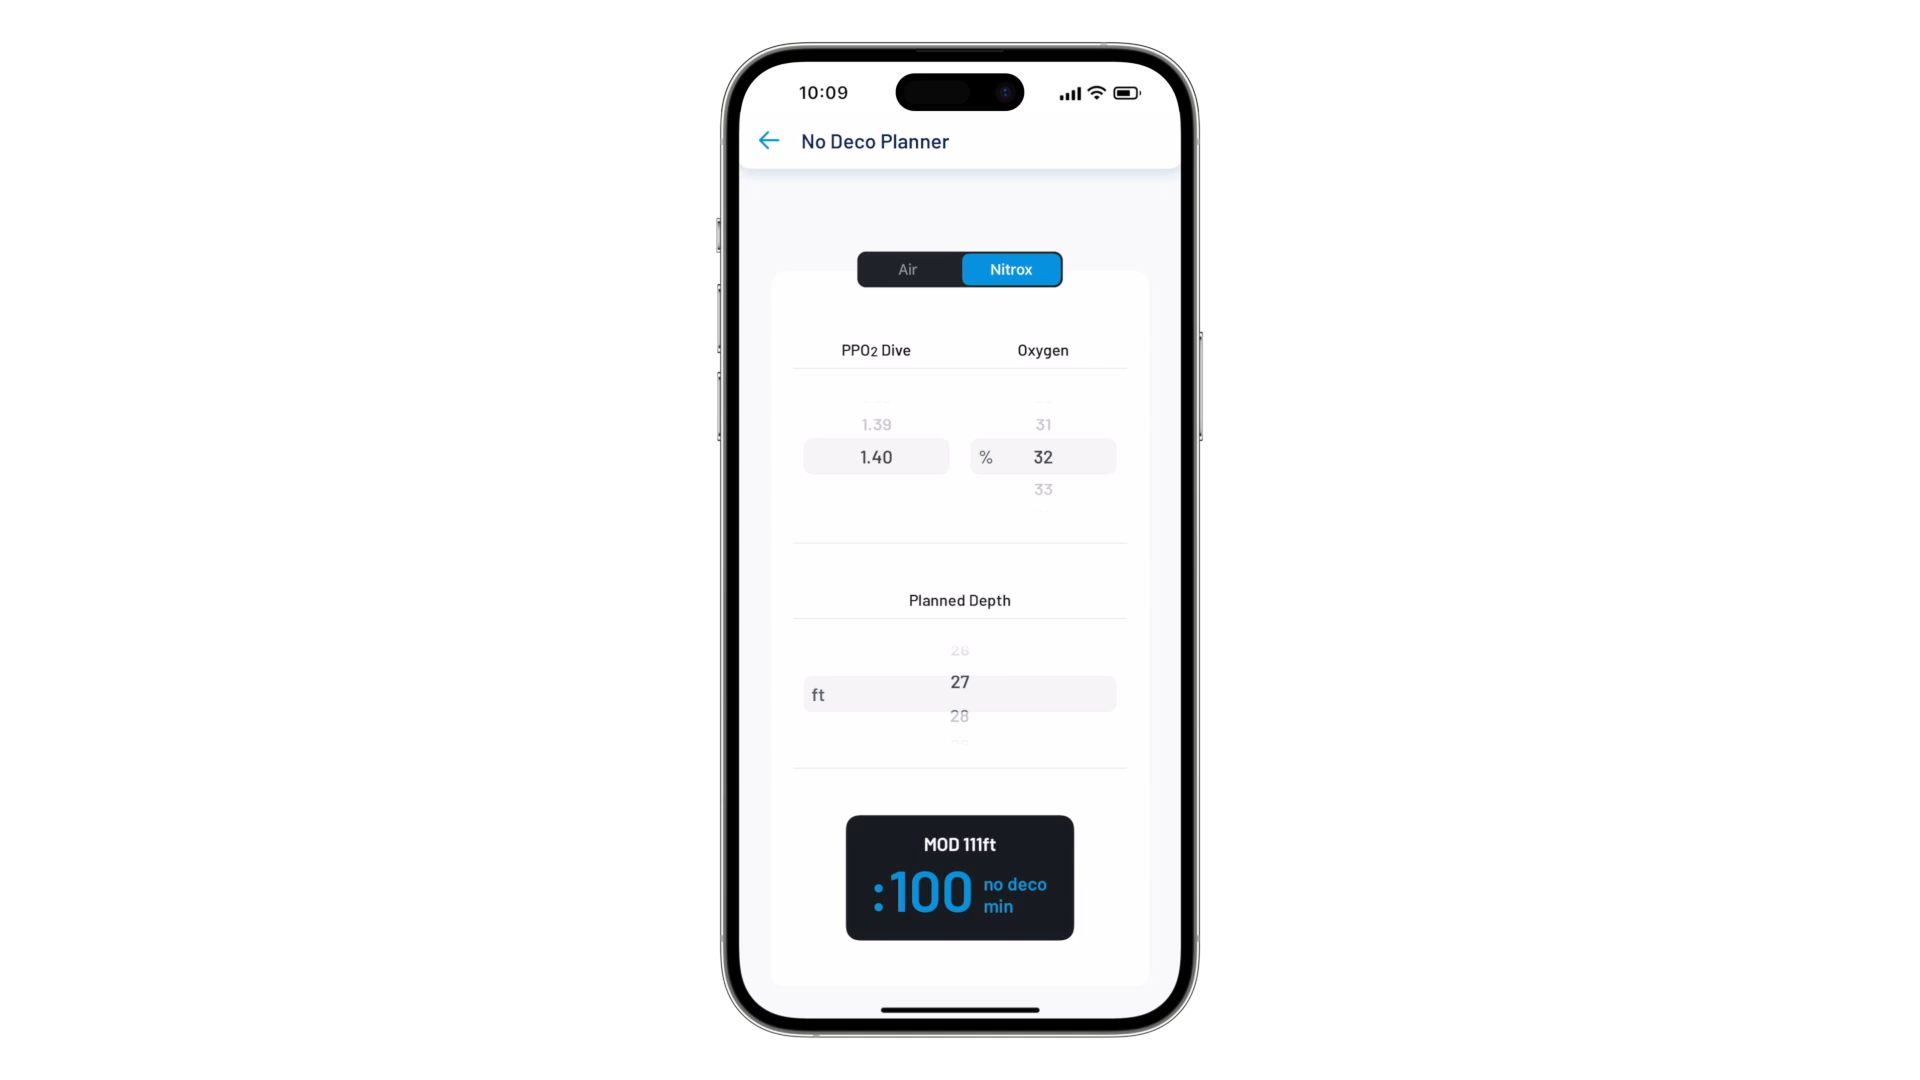 10:09
No Deco Planner
Air Nitrox
PPO2 Dive Oxygen
1.39 31
1.40 % 32
33
Planned Depth
26
27
ft
28
MOD 111ft
:100 no deco
min